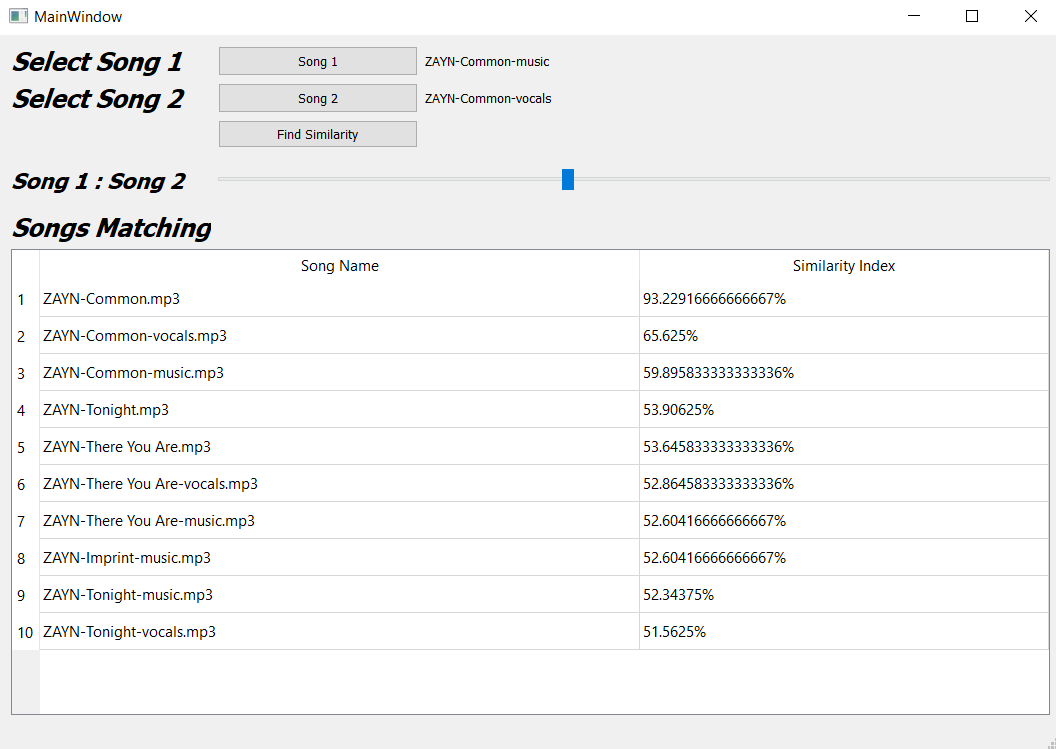 MainWindow
Select Song 1 Song 1 ZAYN-Common-music
Select Song 2 Song 2 ZAYN-Common-vocals
Find Similarity
Song 1 : Song 2
Songs Matching
Song Name Similarity Index
1 ZAYN-Common.mp3 93.22916666666667%
2 ZAYN-Common-vocals.mp3 65.625%
3 ZAYN-Common-music.mp3 59.895833333333336%
4 ZAYN-Tonight.mp3 53.90625%
5 ZAYN-There You Are.mp3 53.645833333333336%
6 ZAYN-There You Are-vocals.mp3 52.864583333333336%
7 ZAYN-There You Are-music.mp3 52.60416666666667%
8 ZAYN-Imprint-music.mp3 52.60416666666667%
9 ZAYN-Tonight-music.mp3 52.34375%
10 ZAYN-Tonight-vocals.mp3 51.5625%